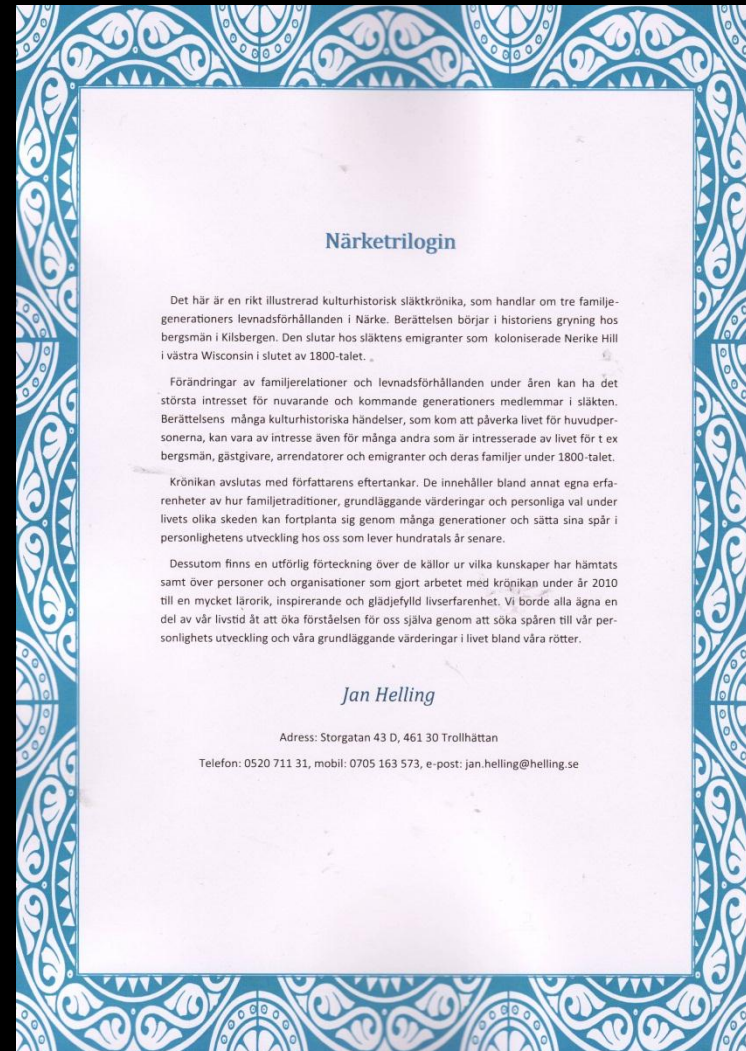 Närketrilogin
Det här är en rikt illustrerad kulturhistorisk släktkrönika, som handlar om tre familje-
generationers levnadsförhållanden i Närke. Berättelsen börjar i historiens gryning hos
bergsmän i Kilsbergen. Den slutar hos släktens emigranter som koloniserade Nerike Hill
i västra Wisconsin i slutet av 1800-talet.
Förändringar av familjerelationer och levnadsförhållanden under åren kan ha det
största intresset för nuvarande och kommande generationers medlemmar i släkten.
Berättelsens många kulturhistoriska händelser, som kom att påverka livet för huvudper-
sonerna, kan vara av intresse även för många andra som är intresserade av livet för t ex
bergsmän, gästgivare, arrendatorer och emigranter och deras familjer under 1800-talet.
Krönikan avslutas med författarens eftertankar. De innehåller bland annat egna erfa-
renheter av hur familjetraditioner, grundläggande värderingar och personliga val under
livets olika skeden kan fortplanta sig genom många generationer och sätta sina spår i
personlighetens utveckling hos oss som lever hundratals år senare.
Dessutom finns en utförlig förteckning över de källor ur vilka kunskaper har hämtats
samt över personer och organisationer som gjort arbetet med krönikan under år 2010
till en mycket lärorik, inspirerande och glädjefylld livserfarenhet. Vi borde alla ägna en
del av vår livstid åt att öka förståelsen för oss själva genom att söka spåren till vår per-
sonlighets utveckling och våra grundläggande värderingar i livet bland våra rötter.
Jan Helling
Adress: Storgatan 43 D, 461 30 Trollhättan
Telefon: 0520 711 31, mobil: 0705 163 573, e-post: jan.helling@helling.se